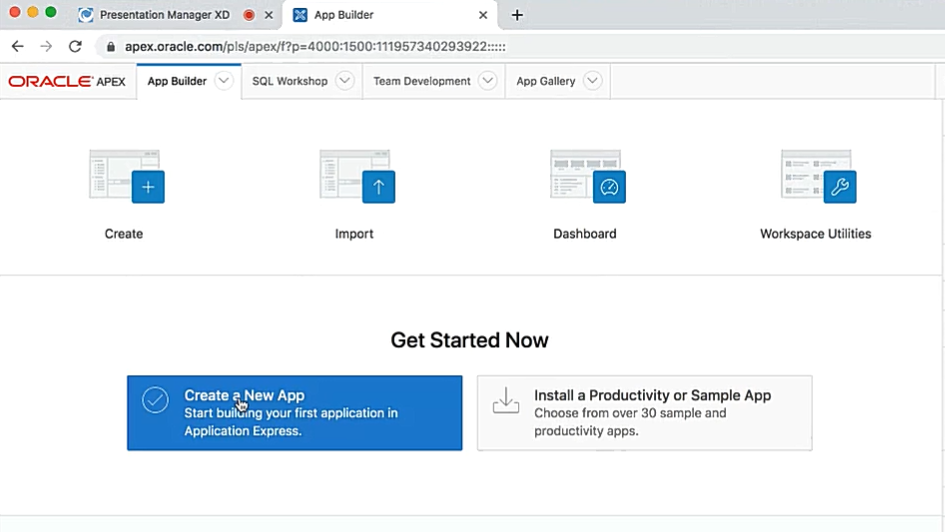 Presentation Manager XD
App Builder
apex.oracle.com/pls/apex/f?p=4000:1500:111957340293922:::::
ORACLE APEX
App Builder
SQL Workshop
Team Development
App Gallery
Create
Import
Dashboard
Workspace Utilities
Get Started Now
Create a New App
Start building your first application in
Application Express.
Install a Productivity or Sample App
Choose from over 30 sample and
productivity apps.